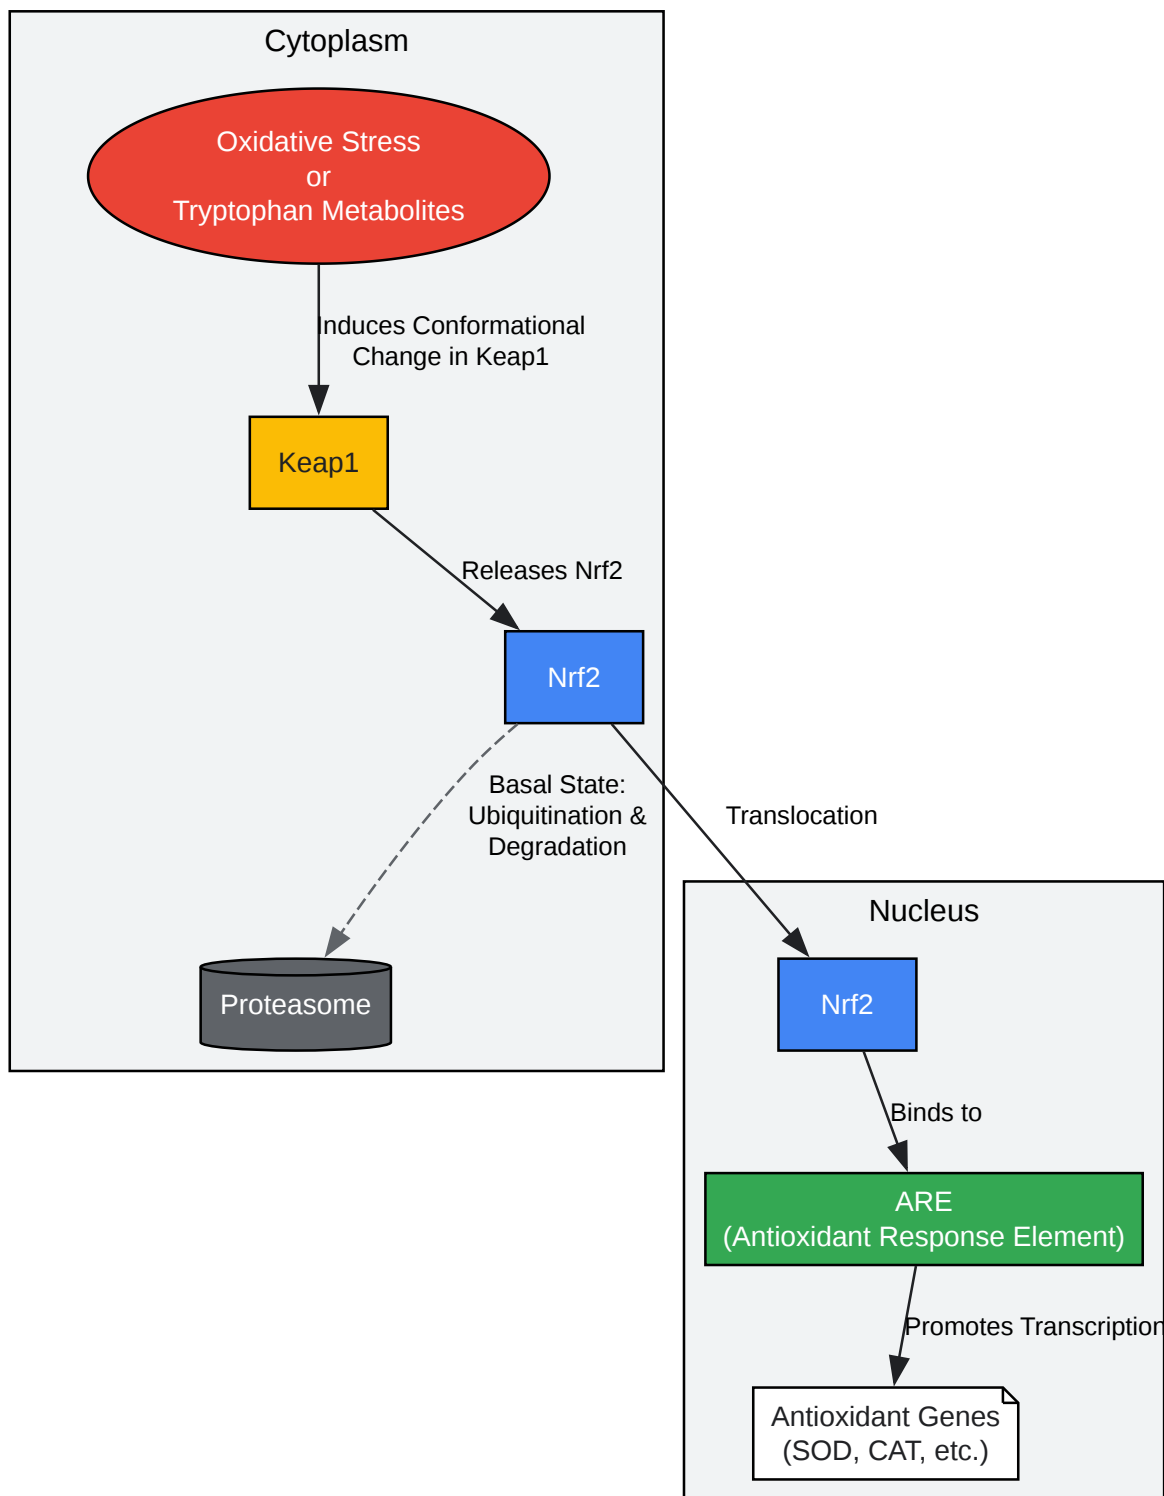 Cytoplasm
Oxidative Stress
or
Tryptophan Metabolites
Induces Conformational
Change in Keap1
Keap1
Releases Nrf2
Nrf2
Basal State:
Ubiquitination &
Degradation
Translocation
Proteasome
Nucleus
Nrf2
Binds to
ARE
(Antioxidant Response Element)
Promotes Transcription
Antioxidant Genes
(SOD, CAT, etc.)